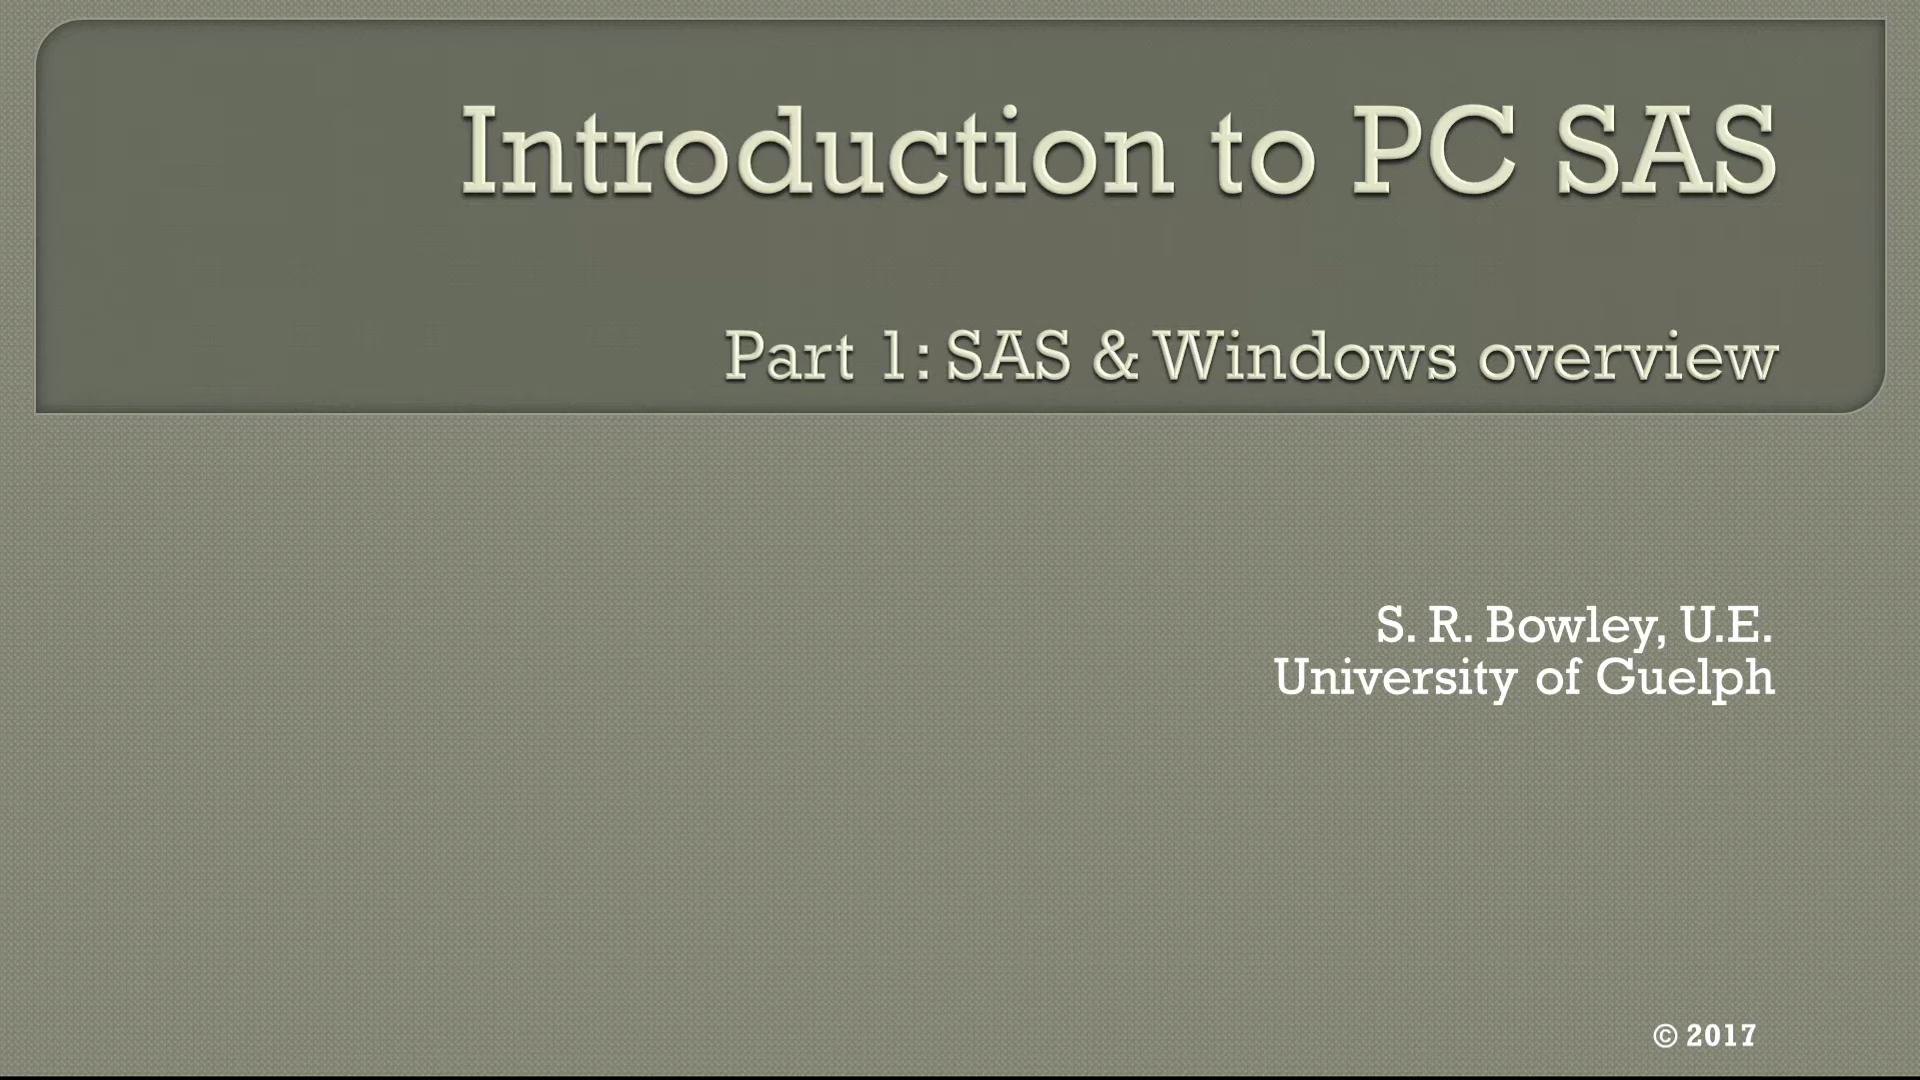 Introduction to PC SAS
Part 1: SAS & Windows overview
S. R. Bowley, U.E.
University of Guelph
© 2017